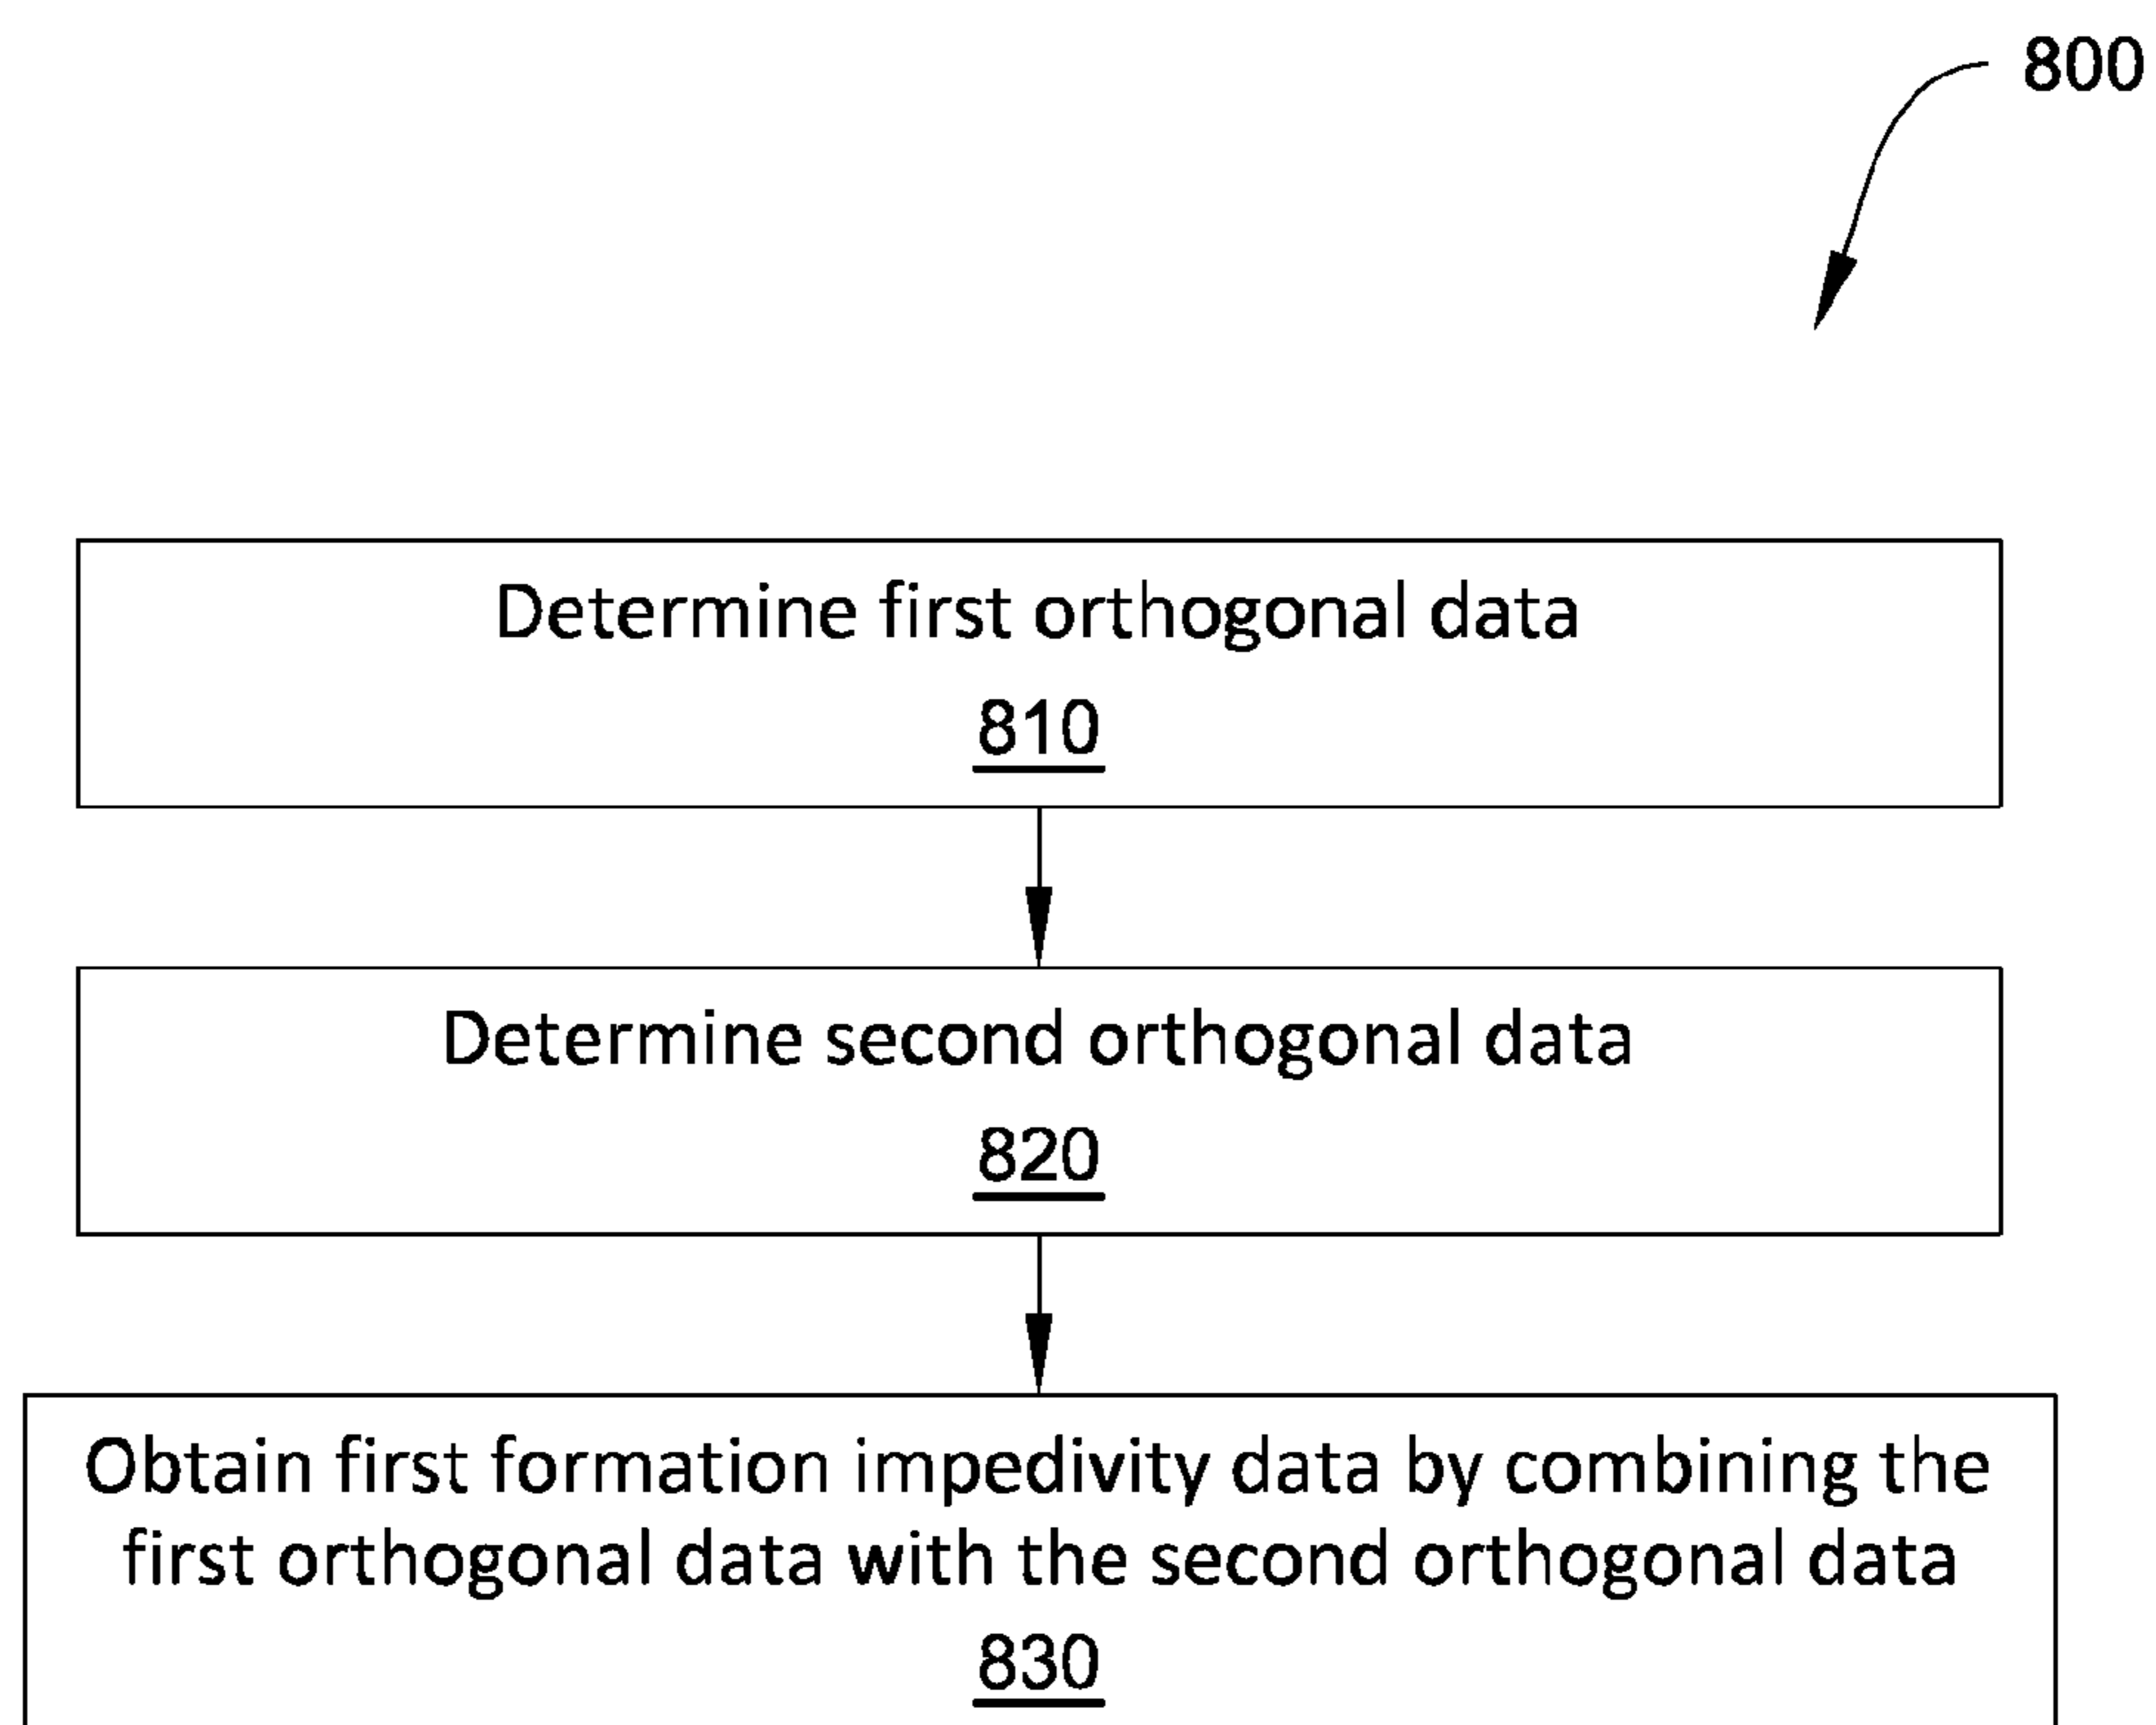 800
Determine first orthogonal data
810
Determine second orthogonal data
820
Obtain first formation impedivity data by combining the
first orthogonal data with the second orthogonal data
830